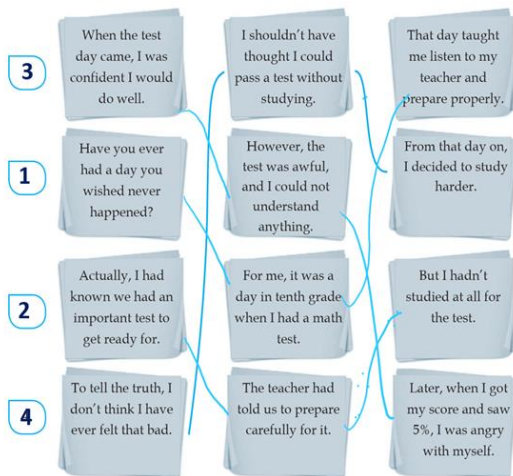 3
When the test
day came, I was
confident I would
do well.
I shouldn't have
thought I could
pass a test without
studying.
That day taught
me listen to my
teacher and
prepare properly.
1
Have you ever
had a day you
wished never
happened?
However, the
test was awful,
and I could not
understand
anything.
From that day on,
I decided to study
harder.
2
Actually, I had
known we had an
important test to
get ready for.
For me, it was a
day in tenth grade
when I had a math
test.
But I hadn't
studied at all for
the test.
4
To tell the truth, I
don't think I have
ever felt that bad.
The teacher had
told us to prepare
carefully for it.
Later, when I got
my score and saw
5%, I was angry
with myself.